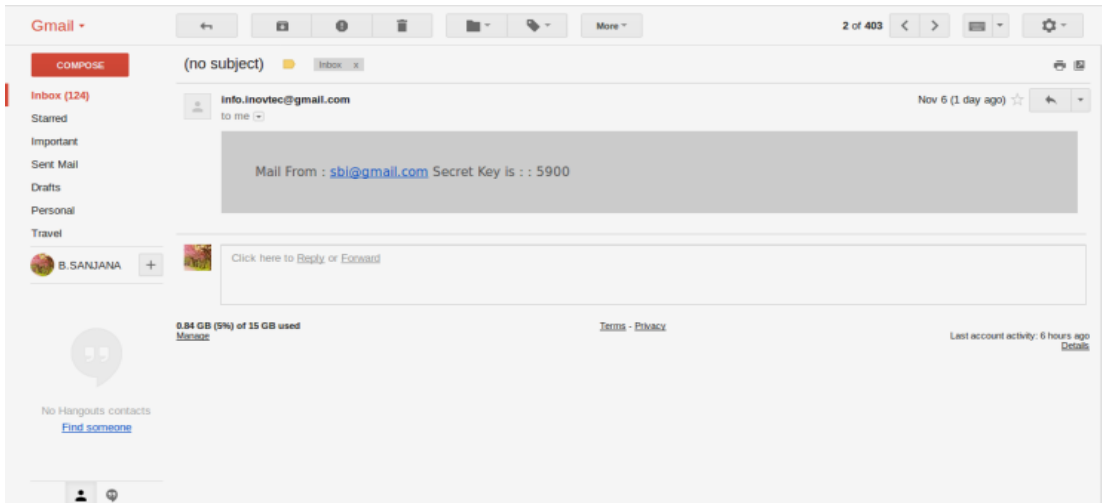 Gmail
More
2 of 403
COMPOSE
(no subject)
Inbox x
Inbox (124)
Starred
Important
Sent Mail
Drafts
Personal
Travel
B.SANJANA
+
info.inovtec@gmail.com
Nov 6 (1 day ago)
to me
Mail From : sbi@gmail.com Secret Key is : : 5900
Click here to Reply or Forward
0.84 GB (5%) of 15 GB used
Manage
Terms - Privacy
Last account activity: 6 hours ago
Details
No Hangouts contacts
Find someone